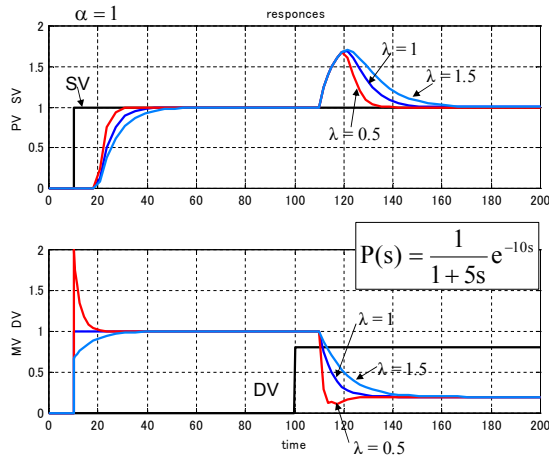 α = 1
responces
2
1.5
1
0.5
0
PV SV
SV
λ = 1
λ = 1.5
λ = 0.5
0 20 40 60 80 100 120 140 160 180 200
P(s) = 1 / (1 + 5s) e^{-10s}
2
1.5
1
0.5
0
MV DV
DV
λ = 1
λ = 1.5
λ = 0.5
0 20 40 60 80 100 120 140 160 180 200
time